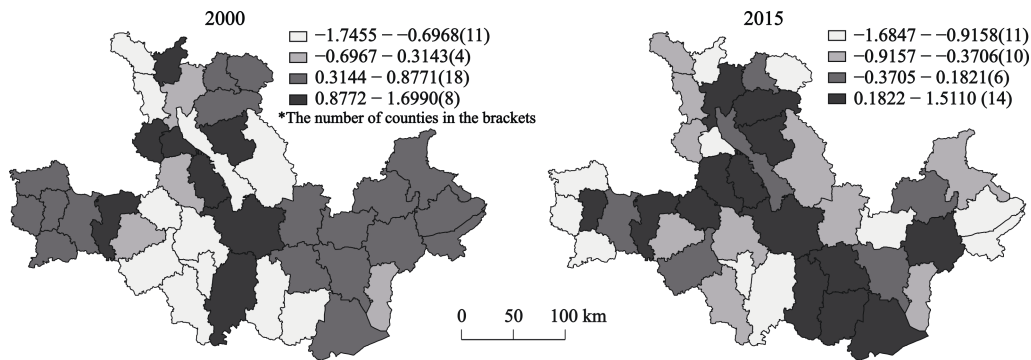 2000
−1.7455 − −0.6968(11)
−0.6967 − 0.3143(4)
0.3144 − 0.8771(18)
0.8772 − 1.6990(8)
*The number of counties in the brackets
2015
−1.6847 − −0.9158(11)
−0.9157 − −0.3706(10)
−0.3705 − 0.1821(6)
0.1822 − 1.5110 (14)
0 50 100 km